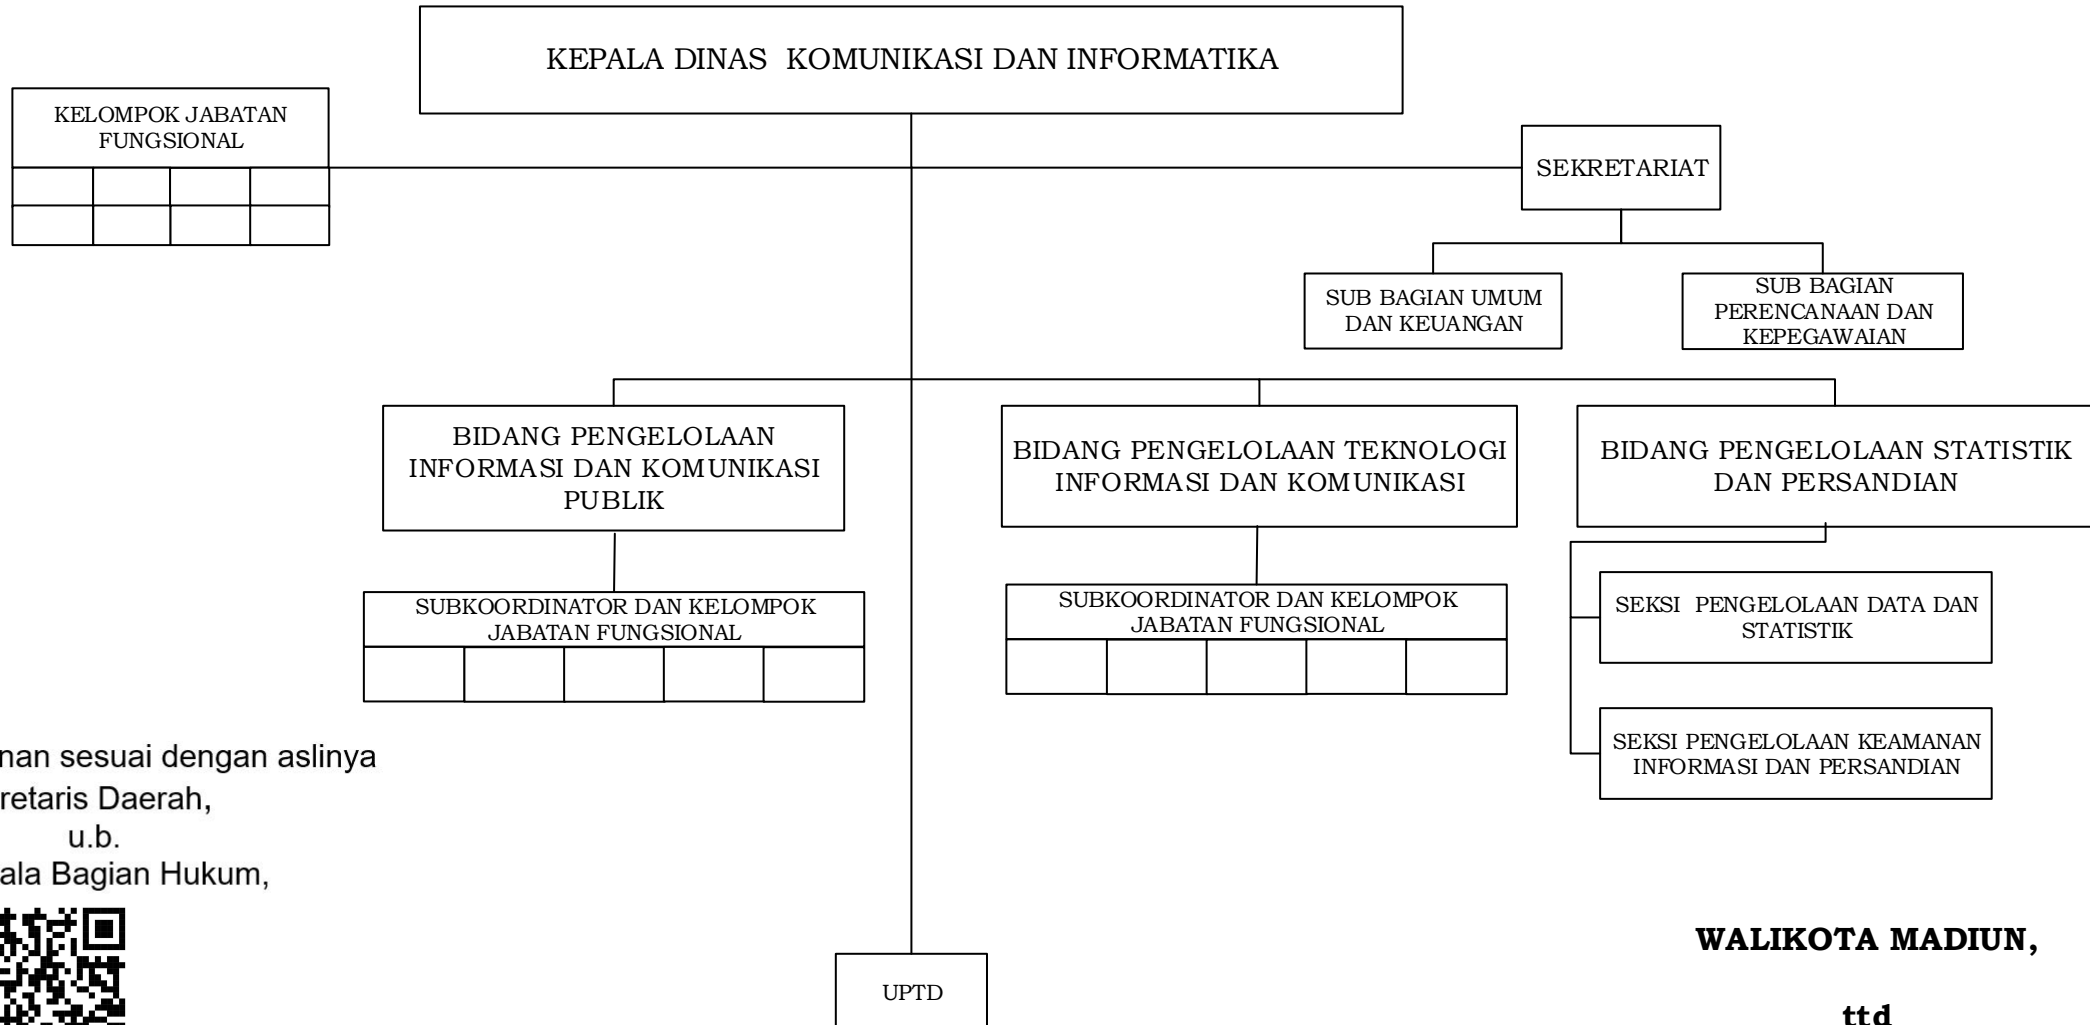 KEPALA DINAS KOMUNIKASI DAN INFORMATIKA
KELOMPOK JABATAN
FUNGSIONAL
SEKRETARIAT
SUB BAGIAN UMUM
DAN KEUANGAN
SUB BAGIAN
PERENCANAAN DAN
KEPEGAWAIAN
BIDANG PENGELOLAAN
INFORMASI DAN KOMUNIKASI
PUBLIK
BIDANG PENGELOLAAN TEKNOLOGI
INFORMASI DAN KOMUNIKASI
BIDANG PENGELOLAAN STATISTIK
DAN PERSANDIAN
SUBKOORDINATOR DAN KELOMPOK
JABATAN FUNGSIONAL
SUBKOORDINATOR DAN KELOMPOK
JABATAN FUNGSIONAL
SEKSI PENGELOLAAN DATA DAN
STATISTIK
SEKSI PENGELOLAAN KEAMANAN
INFORMASI DAN PERSANDIAN
nan sesuai dengan aslinya
retaris Daerah,
u.b.
ala Bagian Hukum,
UPTD
WALIKOTA MADIUN,
ttd